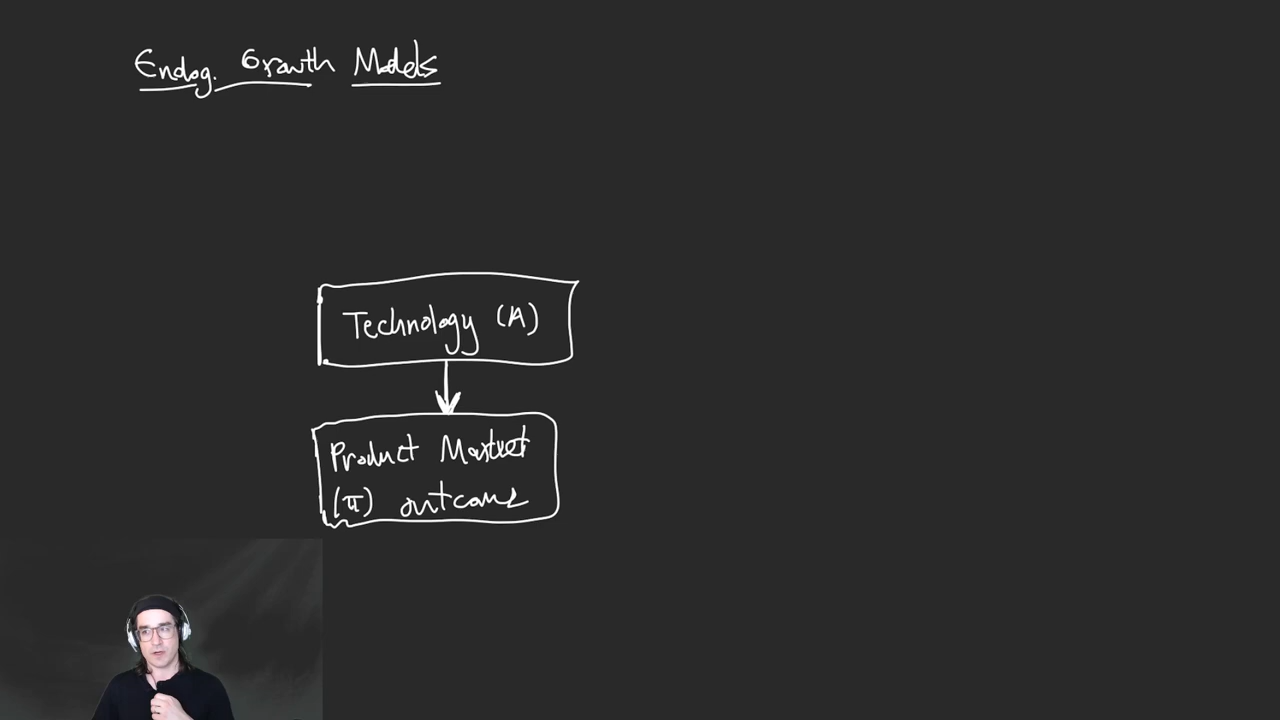 Endog. Growth Models
Technology (A)
Product Market
(π) outcome